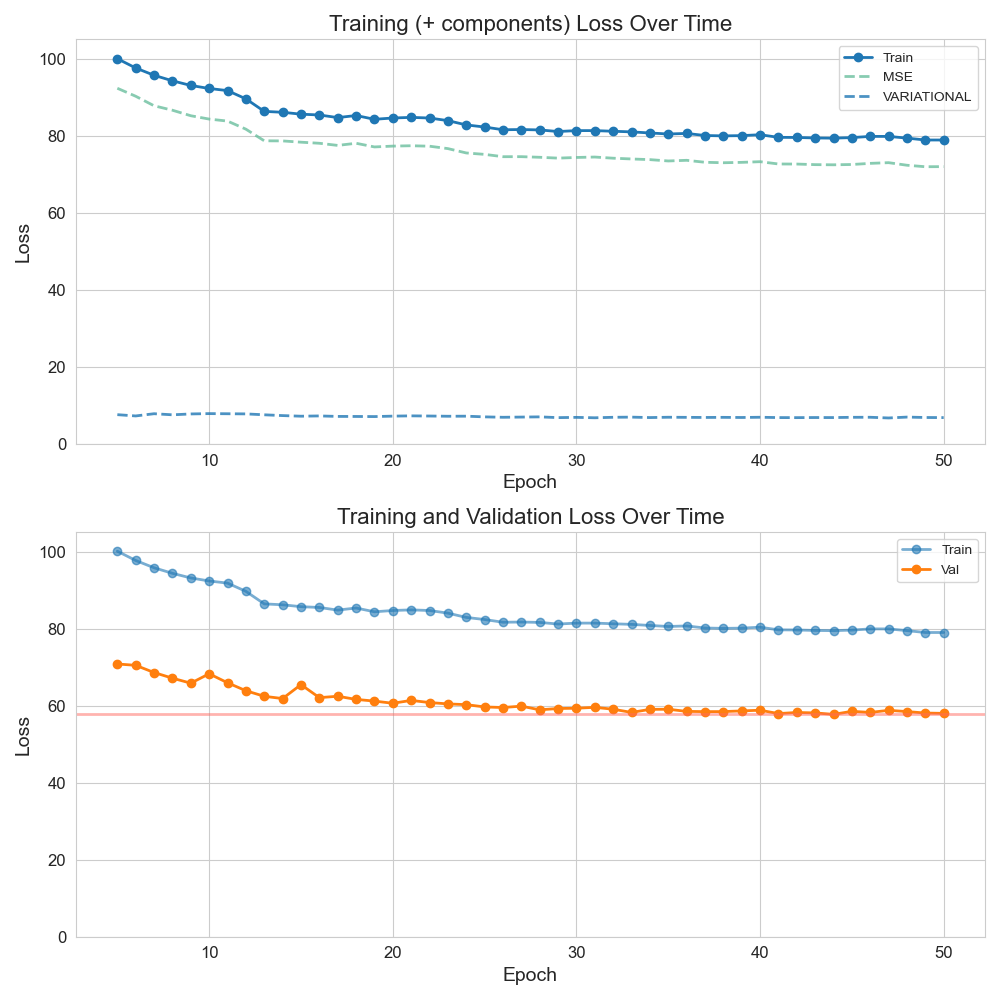 Training (+ components) Loss Over Time
Train
MSE
VARIATIONAL
Loss
100
80
60
40
20
0
10 20 30 40 50
Epoch
Training and Validation Loss Over Time
Train
Val
Loss
100
80
60
40
20
0
10 20 30 40 50
Epoch